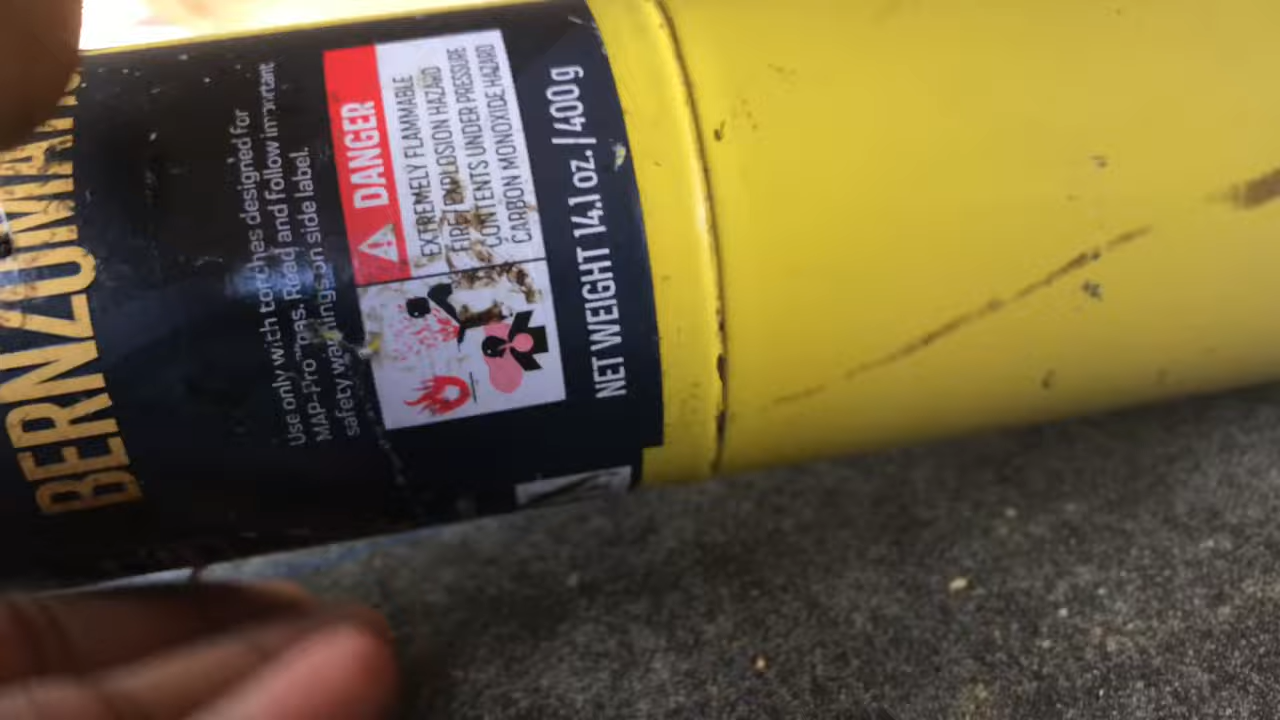 BERNZOMATIC
Use only with torches designed for
MAP-Pro™ gas. Read and follow important
safety warnings on side label.
DANGER
EXTREMELY FLAMMABLE
FIRE/EXPLOSION HAZARD
CONTENTS UNDER PRESSURE
CARBON MONOXIDE HAZARD
NET WEIGHT 14.1 oz. | 400g